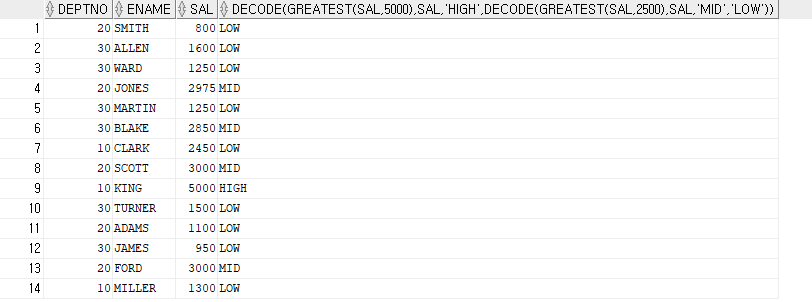 DEPTNO ENAME SAL DECODE(GREATEST(SAL,5000),SAL,'HIGH',DECODE(GREATEST(SAL,2500),SAL,'MID','LOW'))
1 20 SMITH 800 LOW
2 30 ALLEN 1600 LOW
3 30 WARD 1250 LOW
4 20 JONES 2975 MID
5 30 MARTIN 1250 LOW
6 30 BLAKE 2850 MID
7 10 CLARK 2450 LOW
8 20 SCOTT 3000 MID
9 10 KING 5000 HIGH
10 30 TURNER 1500 LOW
11 20 ADAMS 1100 LOW
12 30 JAMES 950 LOW
13 20 FORD 3000 MID
14 10 MILLER 1300 LOW